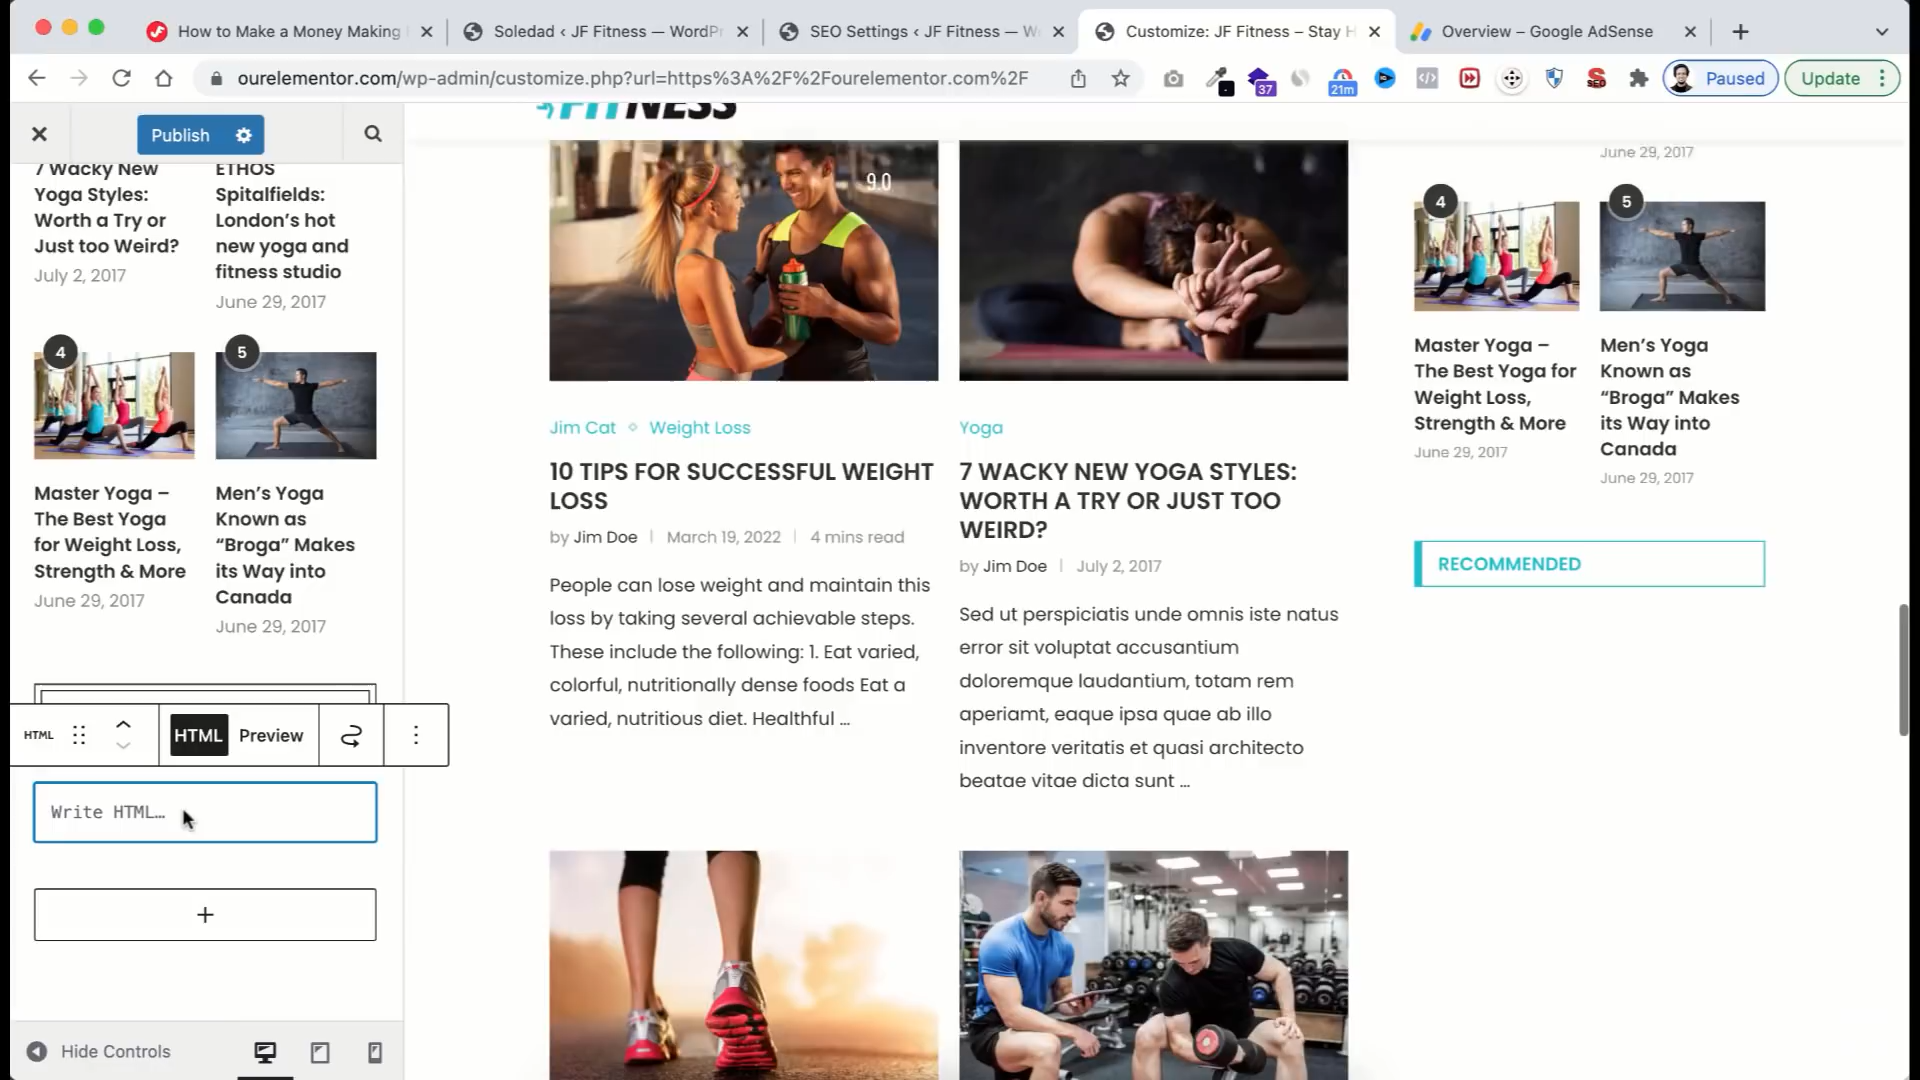 How to Make a Money Making
Soledad ‹ JF Fitness — WordPr
SEO Settings ‹ JF Fitness — W
Customize: JF Fitness – Stay H
Overview – Google AdSense
ourelementor.com/wp-admin/customize.php?url=https%3A%2F%2Fourelementor.com%2F
37
21m
SEO
Paused
Update
Publish
7 Wacky New
Yoga Styles:
Worth a Try or
Just too Weird?
July 2, 2017
ETHOS
Spitalfields:
London's hot
new yoga and
fitness studio
June 29, 2017
4
5
Master Yoga –
The Best Yoga
for Weight Loss,
Strength & More
June 29, 2017
Men's Yoga
Known as
“Broga” Makes
its Way into
Canada
June 29, 2017
HTML
HTML
Preview
Write HTML…
Hide Controls
FITNESS
9.0
Jim Cat
Weight Loss
10 TIPS FOR SUCCESSFUL WEIGHT
LOSS
by Jim Doe
March 19, 2022
4 mins read
People can lose weight and maintain this
loss by taking several achievable steps.
These include the following: 1. Eat varied,
colorful, nutritionally dense foods Eat a
varied, nutritious diet. Healthful …
Yoga
7 WACKY NEW YOGA STYLES:
WORTH A TRY OR JUST TOO
WEIRD?
by Jim Doe
July 2, 2017
Sed ut perspiciatis unde omnis iste natus
error sit voluptat accusantium
doloremque laudantium, totam rem
aperiamt, eaque ipsa quae ab illo
inventore veritatis et quasi architecto
beatae vitae dicta sunt …
June 29, 2017
4
5
Master Yoga –
The Best Yoga for
Weight Loss,
Strength & More
June 29, 2017
Men's Yoga
Known as
“Broga” Makes
its Way into
Canada
June 29, 2017
RECOMMENDED